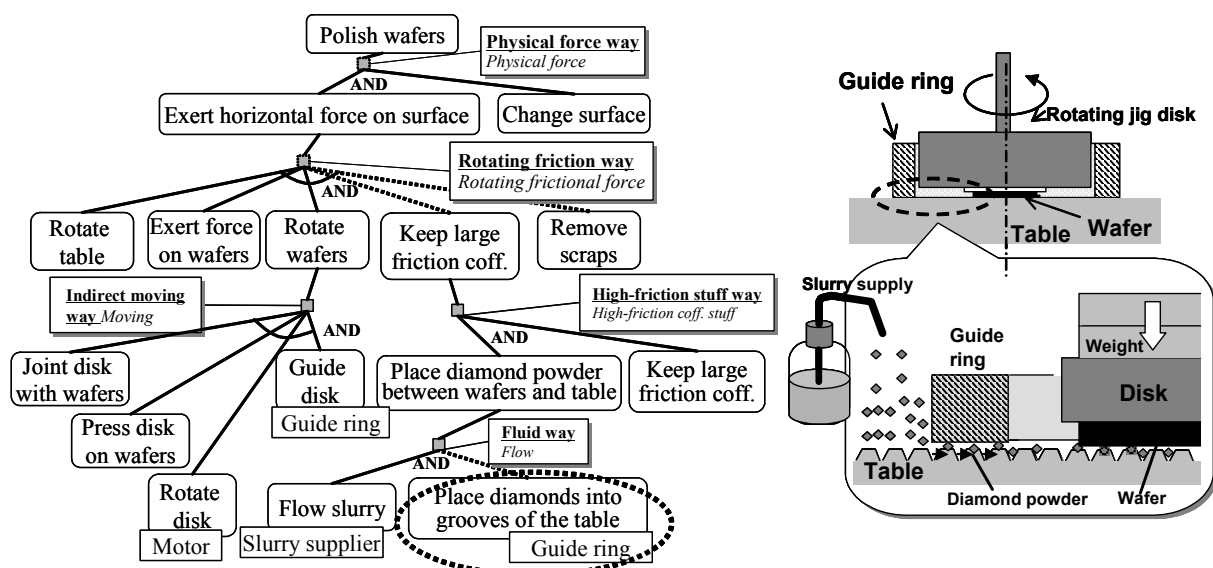 Polish wafers
Physical force way
Physical force
AND
Exert horizontal force on surface
Change surface
Rotating friction way
Rotating frictional force
AND
Rotate
table
Exert force
on wafers
Rotate
wafers
Keep large
friction coff.
Remove
scraps
Indirect moving
way Moving
High-friction stuff way
High-friction coff. stuff
AND
AND
Joint disk
with wafers
Guide
disk
Guide ring
Place diamond powder
between wafers and table
Keep large
friction coff.
Press disk
on wafers
Fluid way
Flow
AND
Rotate
disk
Motor
Flow slurry
Slurry supplier
Place diamonds into
grooves of the table
Guide ring
Guide ring
Rotating jig disk
Table
Wafer
Slurry supply
Guide
ring
Weight
Disk
Table
Diamond powder
Wafer